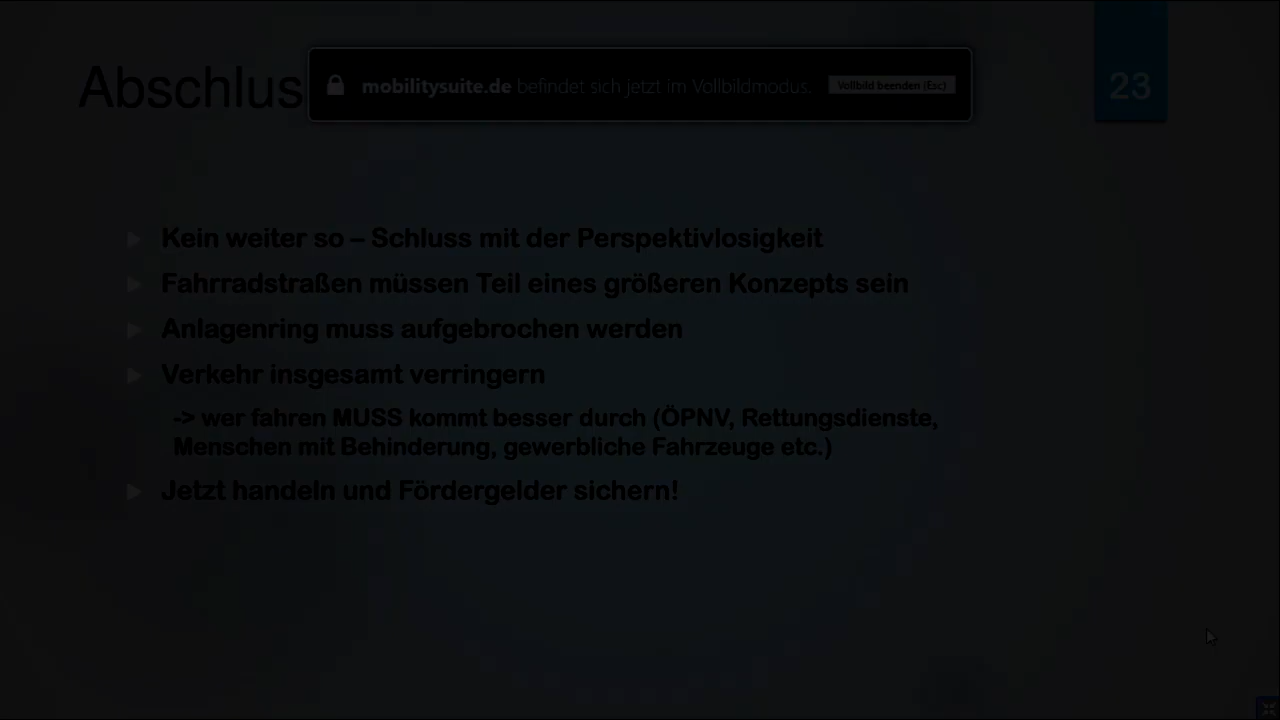 Abschlus
mobilitysuite.de befindet sich jetzt im Vollbildmodus. Vollbild beenden (Esc)
23
Kein weiter so – Schluss mit der Perspektivlosigkeit
Fahrradstraßen müssen Teil eines größeren Konzepts sein
Anlagenring muss aufgebrochen werden
Verkehr insgesamt verringern
-> wer fahren MUSS kommt besser durch (ÖPNV, Rettungsdienste,
Menschen mit Behinderung, gewerbliche Fahrzeuge etc.)
Jetzt handeln und Fördergelder sichern!